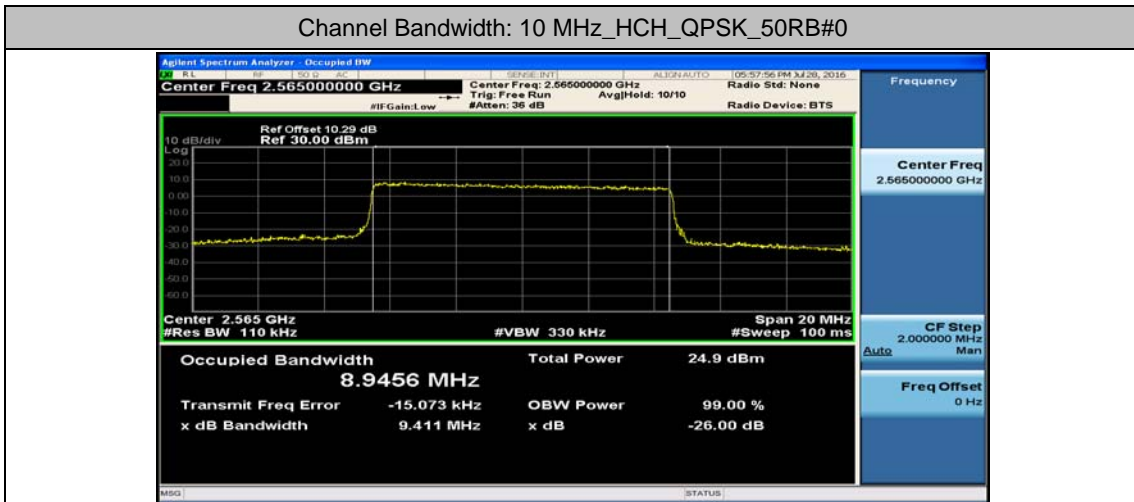 Channel Bandwidth: 10 MHz_HCH_QPSK_50RB#0
Agilent Spectrum Analyzer - Occupied BW
RL RF 50 Ω AC SENSE:INT ALIGNAUTO 05:57:56 PM Jul 28, 2016
Center Freq 2.565000000 GHz
Center Freq: 2.565000000 GHz
Radio Std: None
Trig: Free Run Avg|Hold: 10/10
#IFGain:Low #Atten: 36 dB Radio Device: BTS
Frequency
Ref Offset 10.29 dB
10 dB/div Ref 30.00 dBm
Log
20.0
10.0
0.00
-10.0
-20.0
-30.0
-40.0
-50.0
-60.0
Center Freq
2.565000000 GHz
Center 2.565 GHz Span 20 MHz
#Res BW 110 kHz #VBW 330 kHz #Sweep 100 ms
CF Step
2.000000 MHz
Auto Man
Occupied Bandwidth Total Power 24.9 dBm
8.9456 MHz
Transmit Freq Error -15.073 kHz OBW Power 99.00 %
x dB Bandwidth 9.411 MHz x dB -26.00 dB
Freq Offset
0 Hz
MSG STATUS